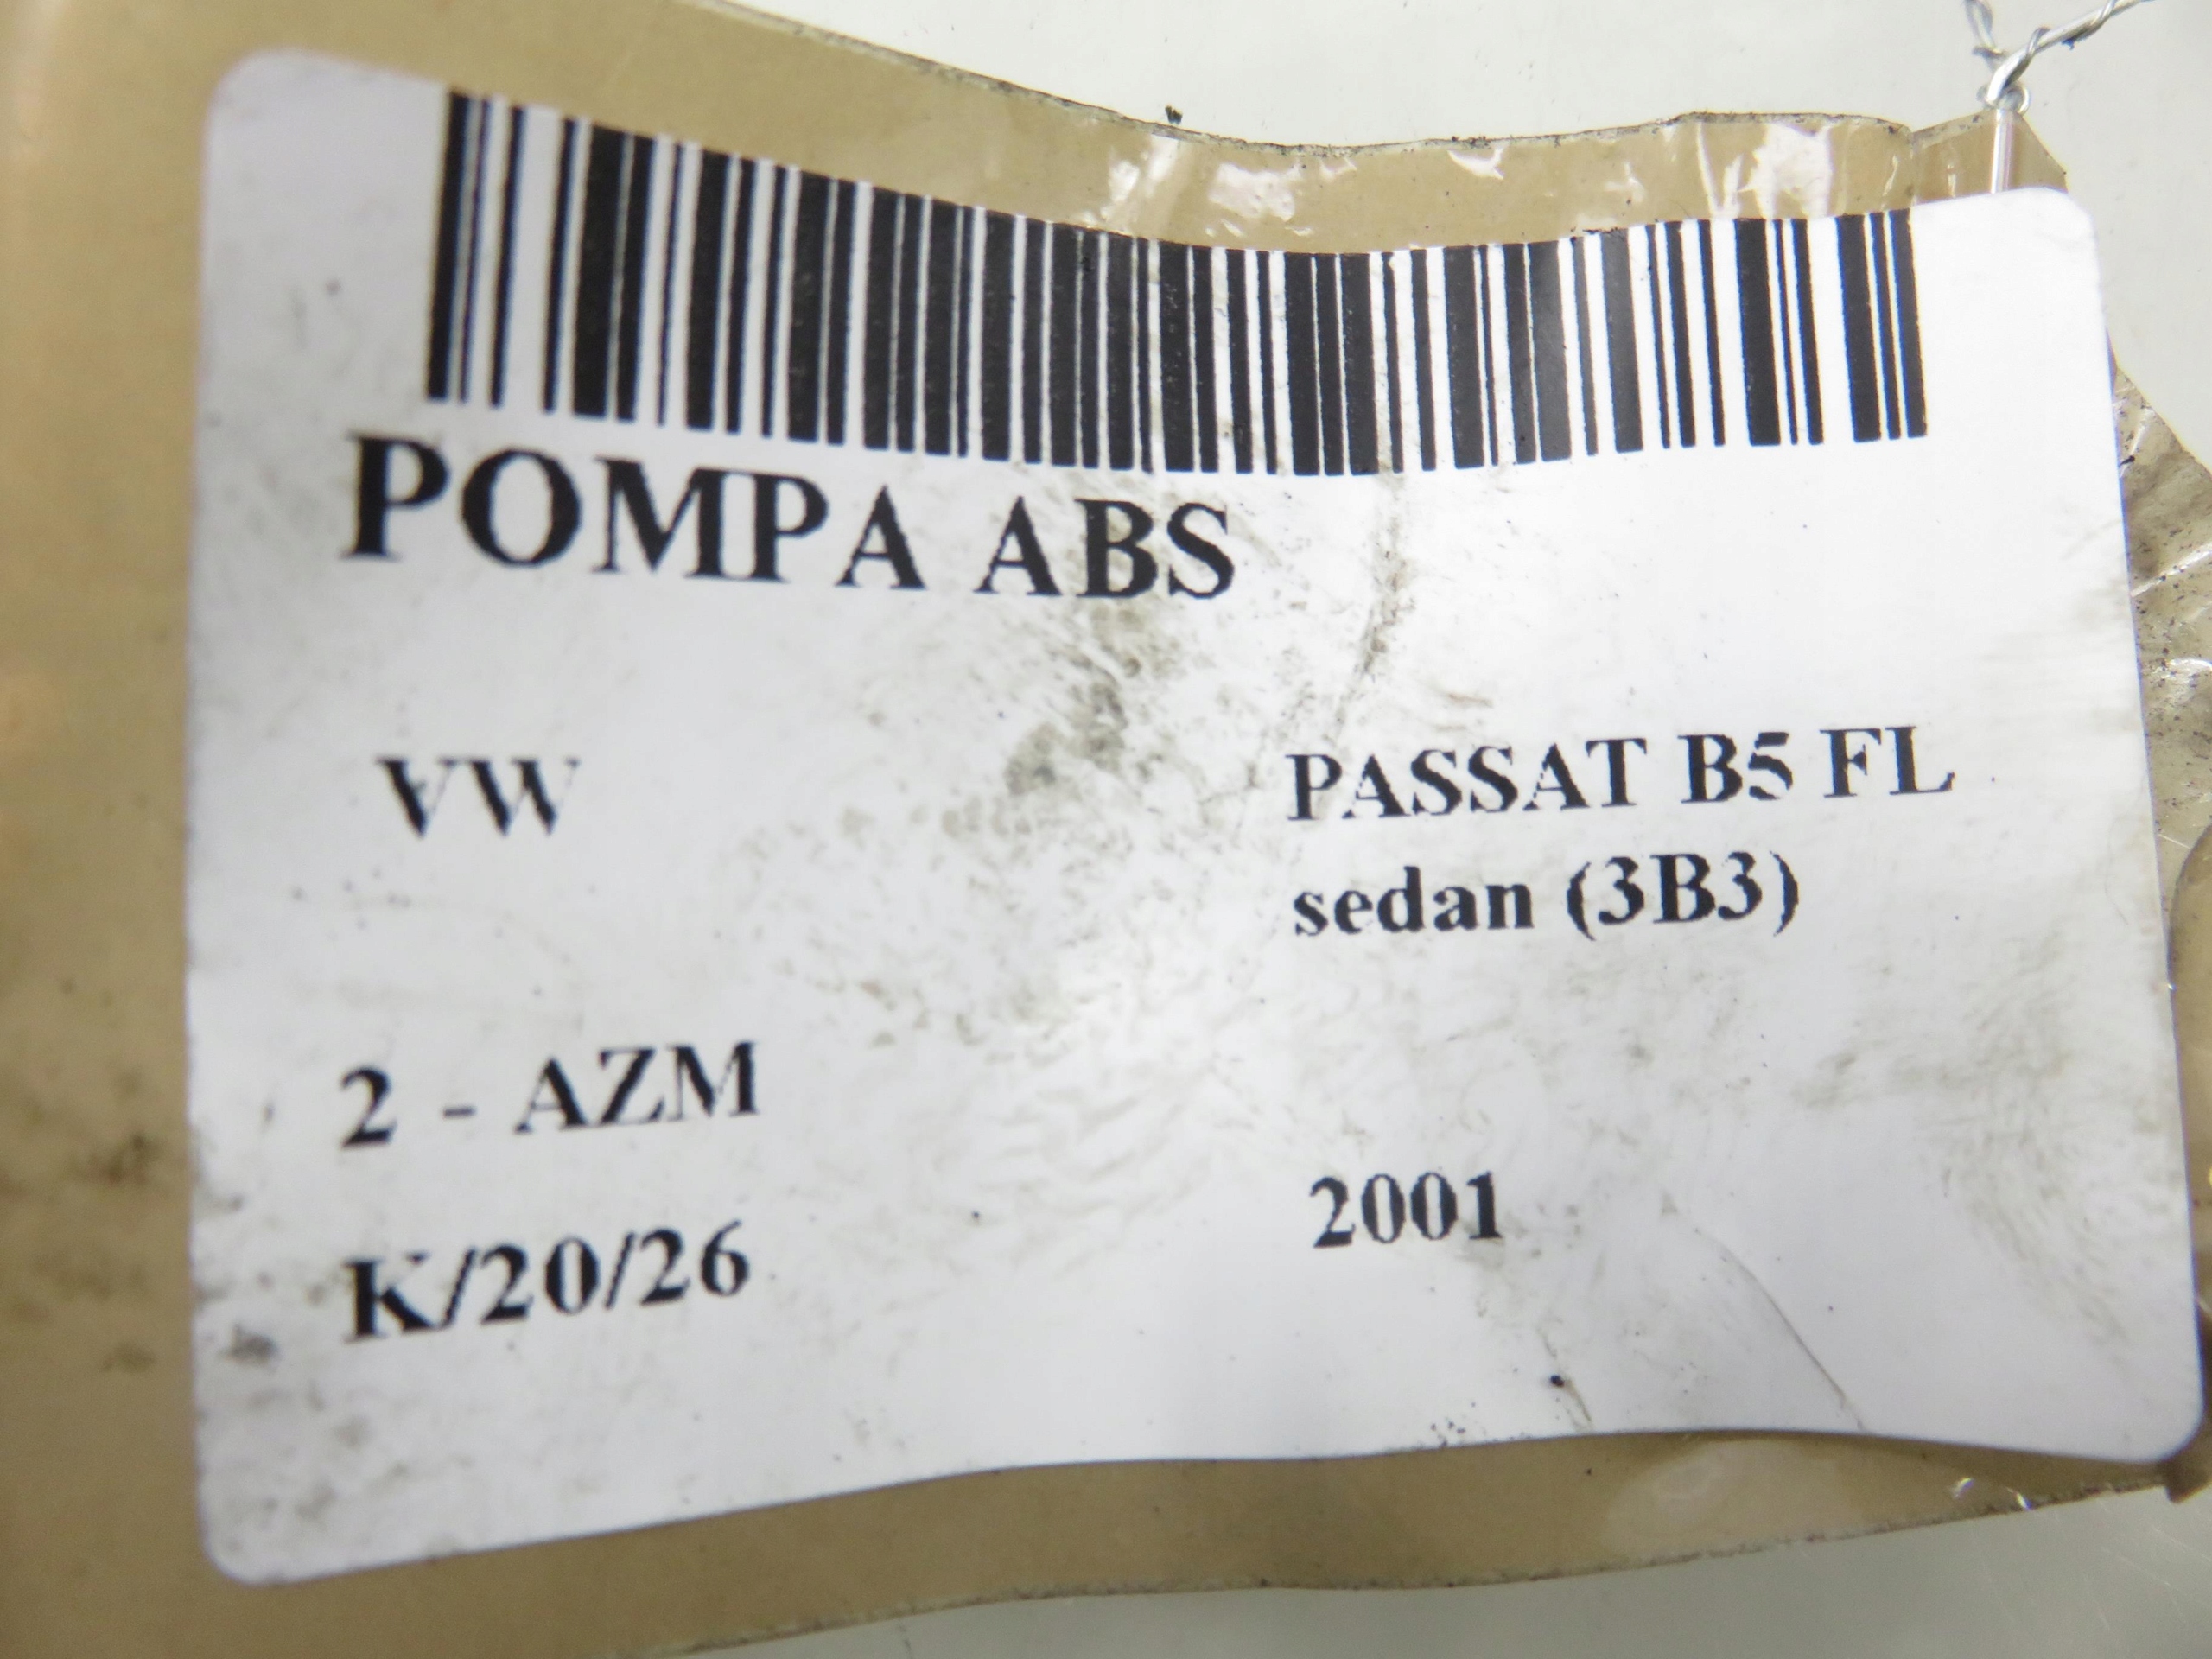 POMPA ABS
VW
PASSAT B5 FL
sedan (3B3)
2 - AZM
2001
K/20/26